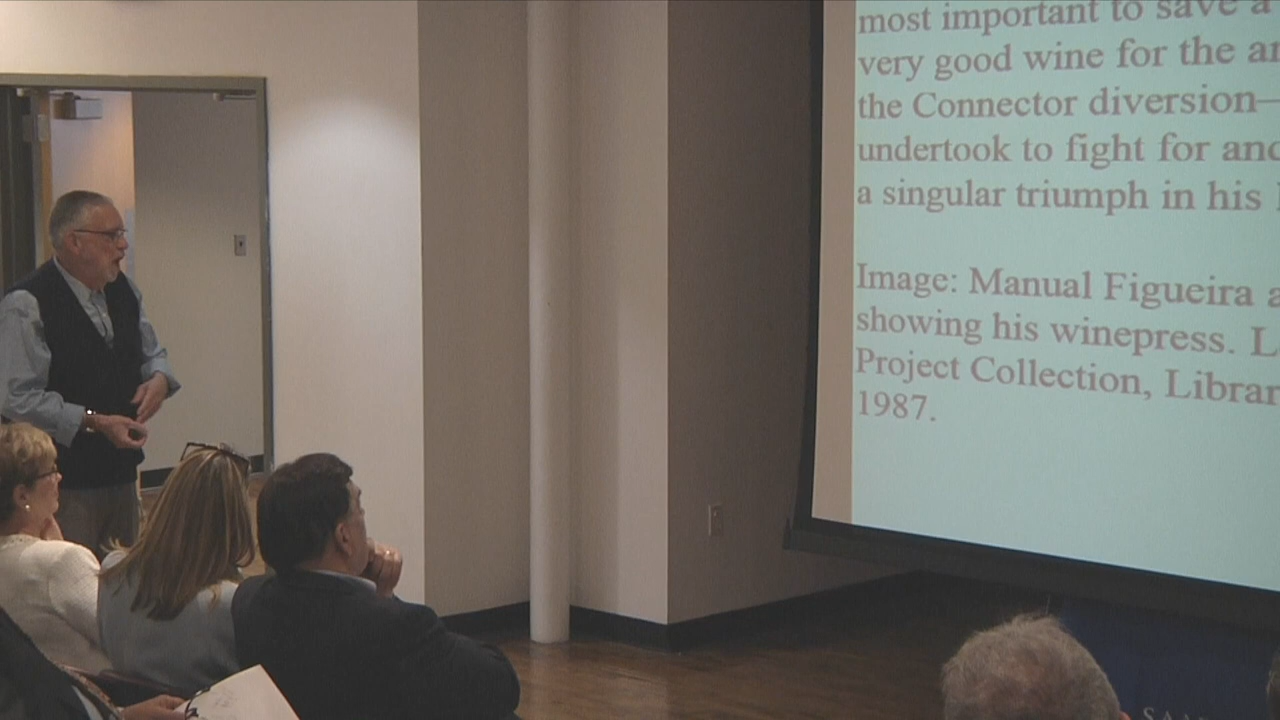 most important to save a
very good wine for the
the Connector diversion—
undertook to fight for and
a singular triumph in his
Image: Manual Figueira
showing his winepress.
Project Collection,
1987.